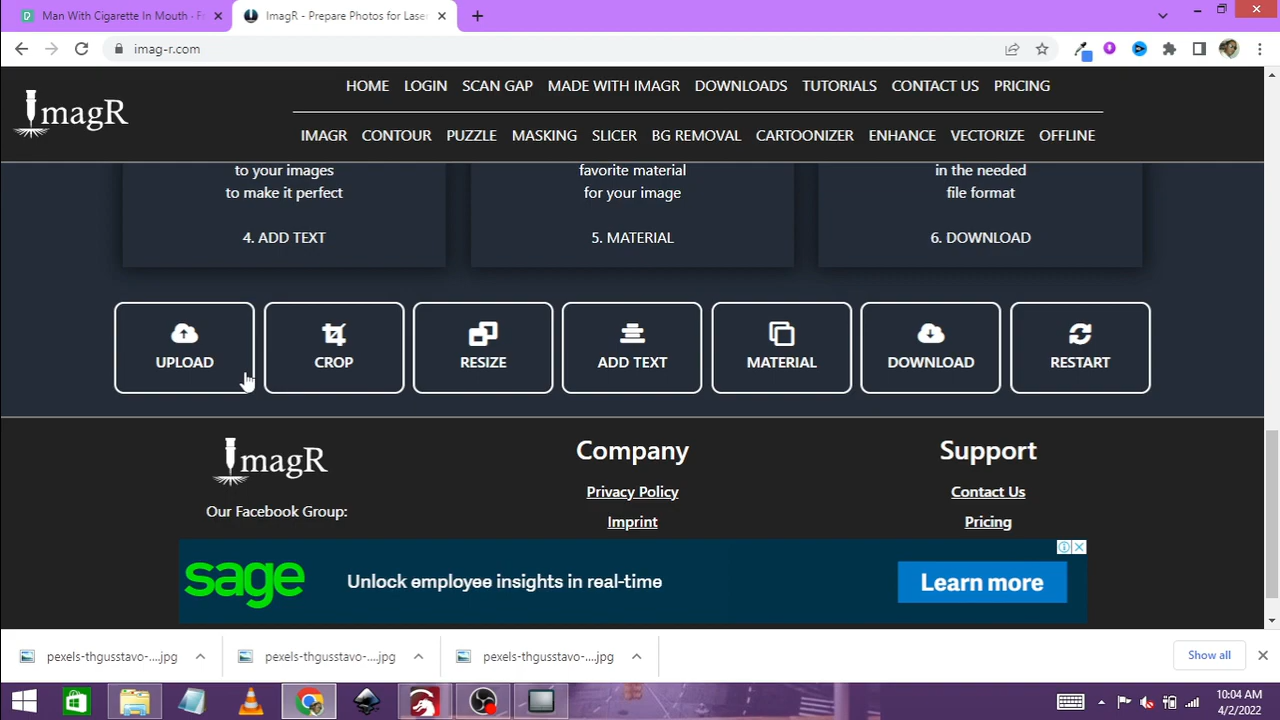 Man With Cigarette In Mouth · Fr
ImagR - Prepare Photos for Laser
imag-r.com
ImagR
HOME LOGIN SCAN GAP MADE WITH IMAGR DOWNLOADS TUTORIALS CONTACT US PRICING
IMAGR CONTOUR PUZZLE MASKING SLICER BG REMOVAL CARTOONIZER ENHANCE VECTORIZE OFFLINE
to your images
to make it perfect
4. ADD TEXT
favorite material
for your image
5. MATERIAL
in the needed
file format
6. DOWNLOAD
UPLOAD
CROP
RESIZE
ADD TEXT
MATERIAL
DOWNLOAD
RESTART
ImagR
Our Facebook Group:
Company
Privacy Policy
Imprint
Support
Contact Us
Pricing
sage
Unlock employee insights in real-time
Learn more
pexels-thgusstavo-....jpg
pexels-thgusstavo-....jpg
pexels-thgusstavo-....jpg
Show all
10:04 AM
4/2/2022